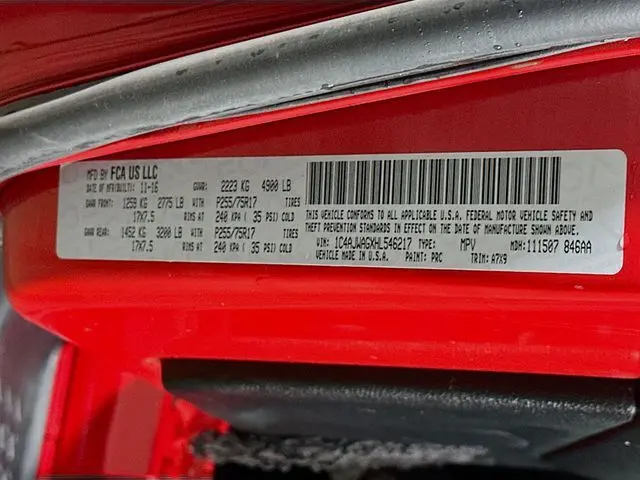 MFD BY FCA US LLC
DATE OF MFR/BUILT: 11-16 GVWR: 2223 KG 4900 LB
GAWR FRONT: 1259 KG 2775 LB WITH P255/75R17 TIRES
17X7.5 RIMS AT 240 KPA ( 35 PSI) COLD
GAWR REAR: 1452 KG 3200 LB WITH P255/75R17 TIRES
17X7.5 RIMS AT 240 KPA ( 35 PSI) COLD
THIS VEHICLE CONFORMS TO ALL APPLICABLE U.S.A. FEDERAL MOTOR VEHICLE SAFETY AND
THEFT PREVENTION STANDARDS IN EFFECT ON THE DATE OF MANUFACTURE SHOWN ABOVE.
VIN: 1C4AJWAGXHL546217 TYPE: MPV MDH: 111507 846AA
VEHICLE MADE IN U.S.A. PAINT: PRC TRIM: A7X9